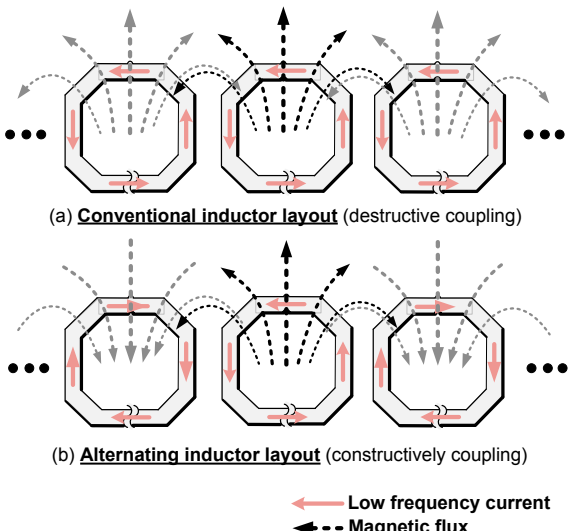 (a) Conventional inductor layout (destructive coupling)
(b) Alternating inductor layout (constructively coupling)
Low frequency current
Magnetic flux